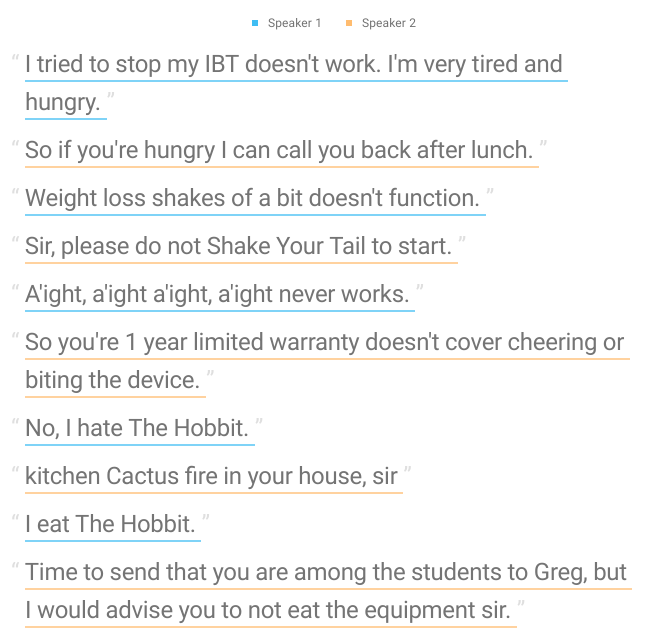 Speaker 1 Speaker 2
" I tried to stop my IBT doesn't work. I'm very tired and
hungry. "
" So if you're hungry I can call you back after lunch. "
" Weight loss shakes of a bit doesn't function. "
" Sir, please do not Shake Your Tail to start. "
" A'ight, a'ight a'ight, a'ight never works. "
" So you're 1 year limited warranty doesn't cover cheering or
biting the device. "
" No, I hate The Hobbit. "
" kitchen Cactus fire in your house, sir "
" I eat The Hobbit. "
" Time to send that you are among the students to Greg, but
I would advise you to not eat the equipment sir. "